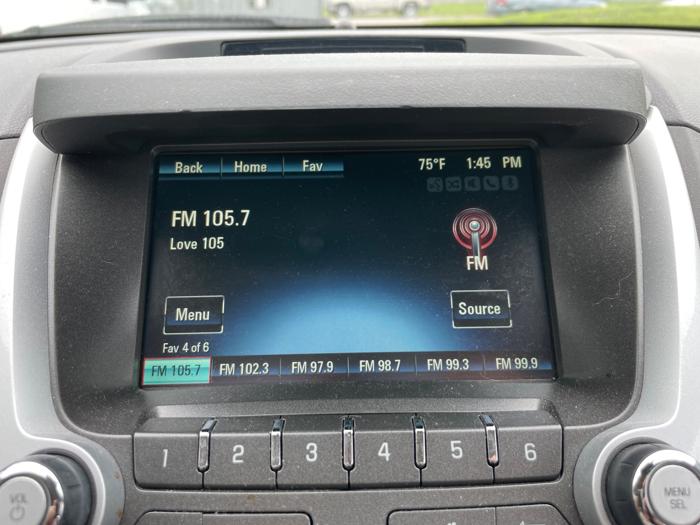 Back Home Fav 75°F 1:45 PM
FM 105.7
Love 105
FM
Menu
Source
Fav 4 of 6
FM 105.7 FM 102.3 FM 97.9 FM 98.7 FM 99.3 FM 99.9
1 2 3 4 5 6
VOL
MENU
SEL